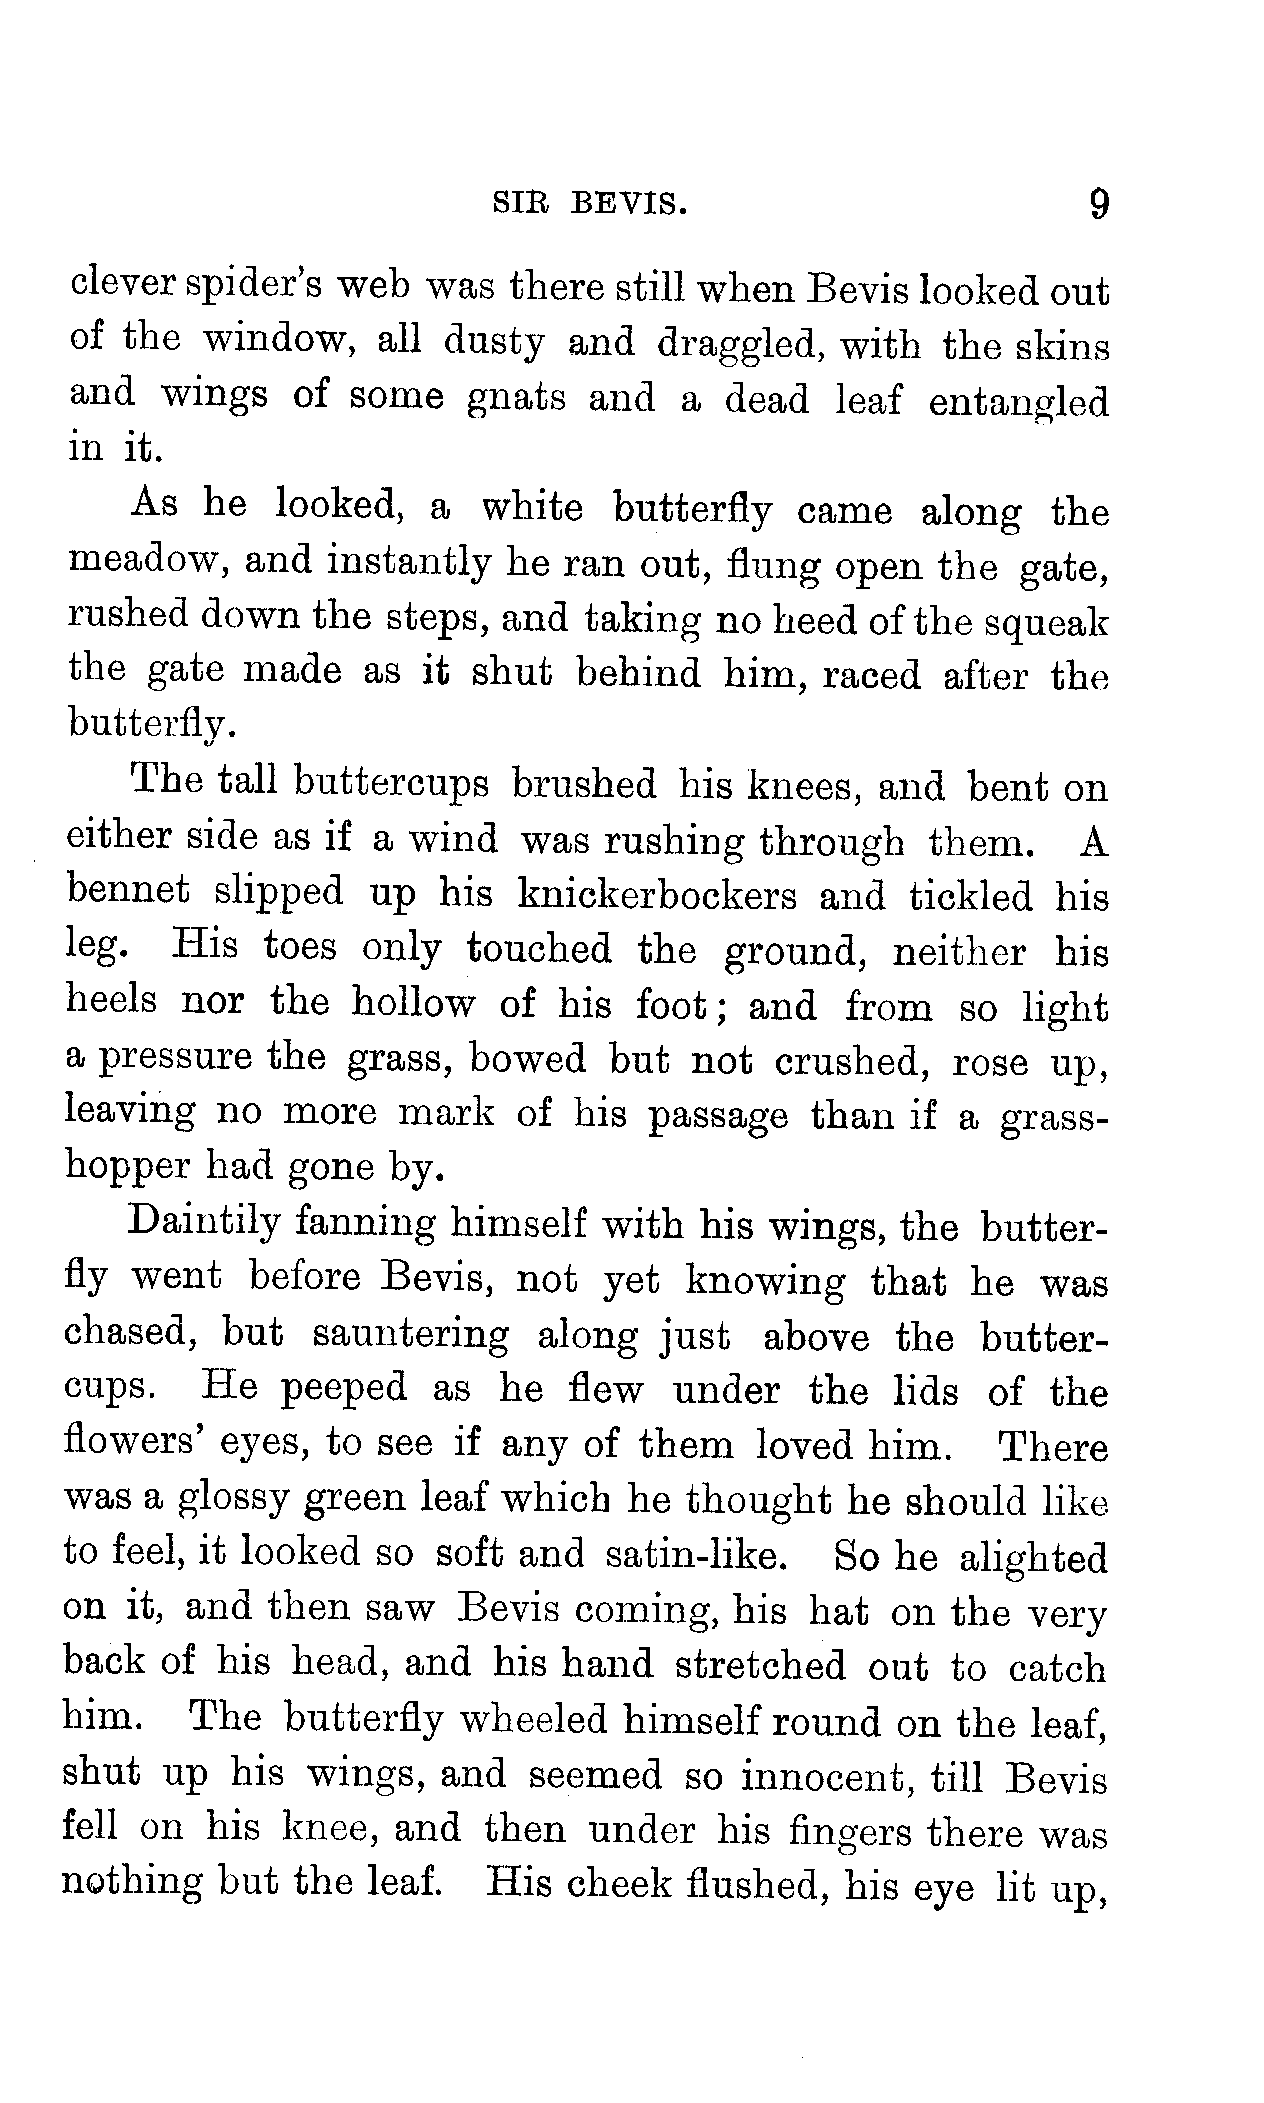 SIR BEVIS. 9
clever spider's web was there still when Bevis looked out
of the window, all dusty and draggled, with the skins
and wings of some gnats and a dead leaf entangled
in it.
As he looked, a white butterfly came along the
meadow, and instantly he ran out, flung open the gate,
rushed down the steps, and taking no heed of the squeak
the gate made as it shut behind him, raced after the
butterfly.
The tall buttercups brushed his knees, and bent on
either side as if a wind was rushing through them. A
bennet slipped up his knickerbockers and tickled his
leg. His toes only touched the ground, neither his
heels nor the hollow of his foot; and from so light
a pressure the grass, bowed but not crushed, rose up,
leaving no more mark of his passage than if a grass-
hopper had gone by.
Daintily fanning himself with his wings, the butter-
fly went before Bevis, not yet knowing that he was
chased, but sauntering along just above the butter-
cups. He peeped as he flew under the lids of the
flowers' eyes, to see if any of them loved him. There
was a glossy green leaf which he thought he should like
to feel, it looked so soft and satin-like. So he alighted
on it, and then saw Bevis coming, his hat on the very
back of his head, and his hand stretched out to catch
him. The butterfly wheeled himself round on the leaf,
shut up his wings, and seemed so innocent, till Bevis
fell on his knee, and then under his fingers there was
nothing but the leaf. His cheek flushed, his eye lit up,